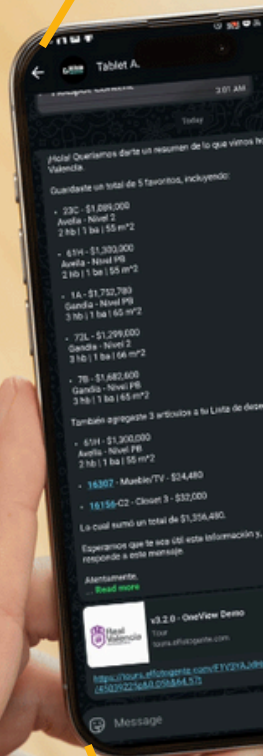 Tablet A.
Hotspot Content
3:01 AM
Today
¡Hola! Queríamos darte un resumen de lo que vimos
Valencia.
Guardaste un total de 5 favoritos, incluyendo:
• 23C - $1,089,000
Avella - Nivel 2
2 hb | 1 ba | 55 m^2
• 61H - $1,300,000
Avella - Nivel PB
2 hb | 1 ba | 55 m^2
• 1A - $1,752,780
Gandia - Nivel PB
3 hb | 1 ba | 65 m^2
• 72L - $1,299,000
Gandia - Nivel 2
3 hb | 1 ba | 66 m^2
• 7B - $1,682,600
Gandia - Nivel PB
3 hb | 1 ba | 65 m^2
También agregaste 3 artículos a tu Lista de
• 61H - $1,300,000
Avella - Nivel PB
2 hb | 1 ba | 55 m^2
• 16307 - Mueble/TV - $24,480
• 16156-C2 - Closet 3 - $32,000
Lo cual sumó un total de $1,356,480.
Esperamos que te sea útil esta información y,
responde a este mensaje.
Atentamente,
... Read more
Real
Valencia
v3.2.0 - OneView Demo
Tour
tours.elfotogente.com
Message